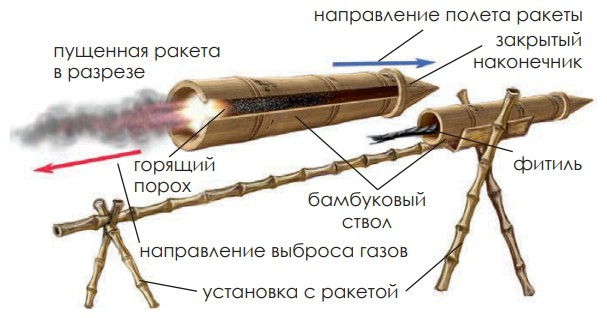 направление полета ракеты
пущенная ракета
в разрезе
закрытый
наконечник
горящий
порох
бамбуковый
ствол
фитиль
направление выброса газов
установка с ракетой